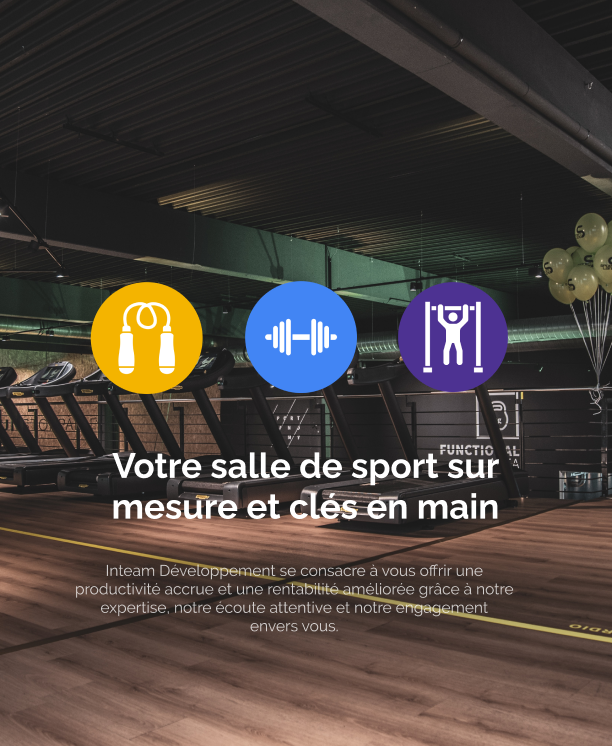 FUNCTIONAL
Votre salle de sport sur
mesure et clés en main
Inteam Développement se consacre à vous offrir une
productivité accrue et une rentabilité améliorée grâce à notre
expertise, notre écoute attentive et notre engagement
envers vous.